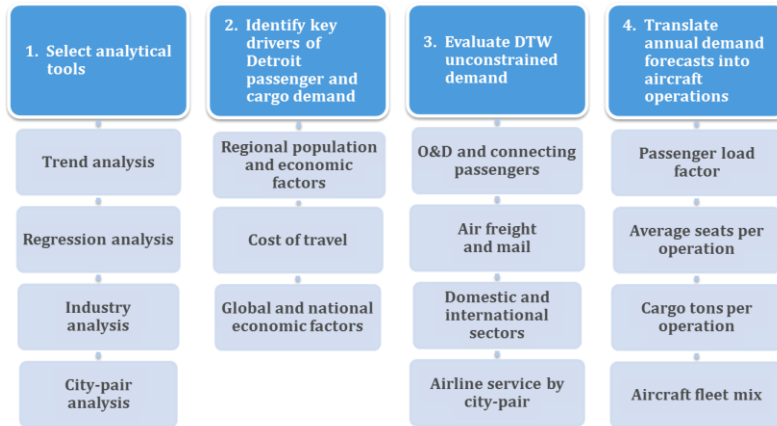 1. Select analytical
tools
Trend analysis
Regression analysis
Industry
analysis
City-pair
analysis
2. Identify key
drivers of
Detroit
passenger and
cargo demand
Regional population
and economic
factors
Cost of travel
Global and national
economic factors
3. Evaluate DTW
unconstrained
demand
O&D and connecting
passengers
Air freight
and mail
Domestic and
international
sectors
Airline service by
city-pair
4. Translate
annual demand
forecasts into
aircraft
operations
Passenger load
factor
Average seats per
operation
Cargo tons per
operation
Aircraft fleet mix